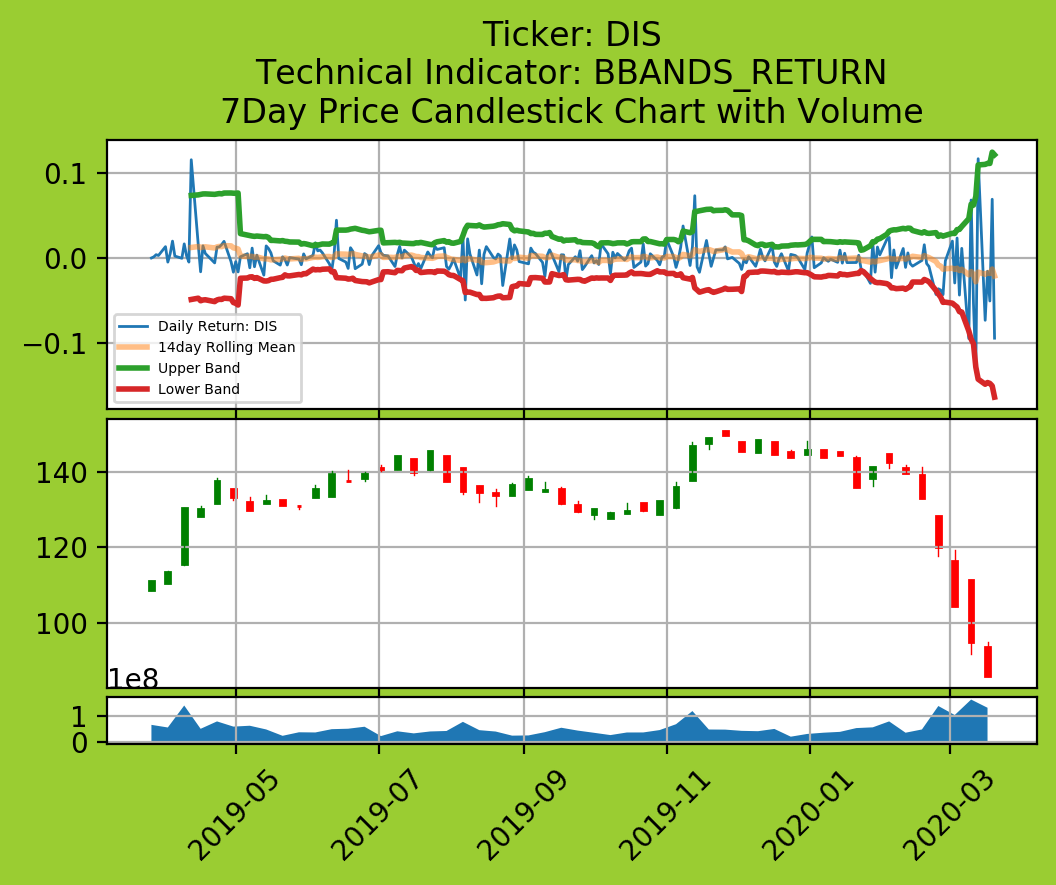 Ticker: DIS
Technical Indicator: BBANDS_RETURN
7Day Price Candlestick Chart with Volume
0.1
0.0
−0.1
Daily Return: DIS
14day Rolling Mean
Upper Band
Lower Band
140
120
100
1e8
1
0
2019-05
2019-07
2019-09
2019-11
2020-01
2020-03